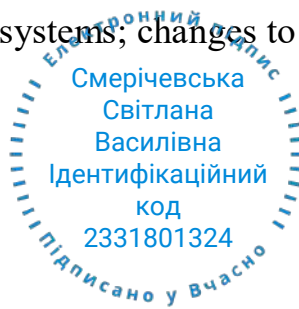 systems; changes to
Електронний підпис
Смерічевська
Світлана
Василівна
Ідентифікаційний
код
2331801324
Підписано у Вчасно